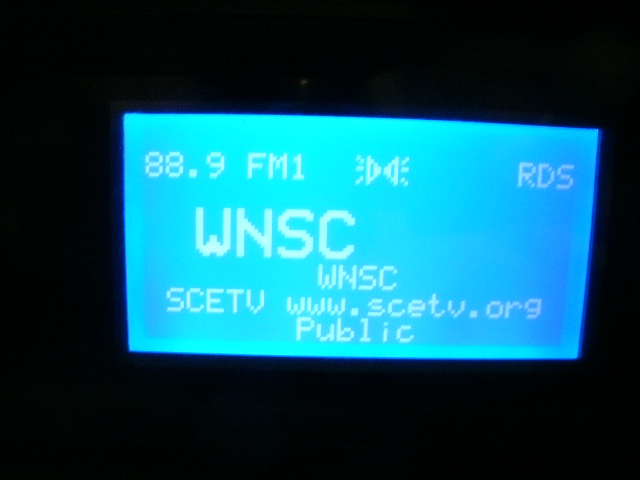 88.9 FM1 RDS
WNSC
WNSC
SCETV www.scetv.org
Public